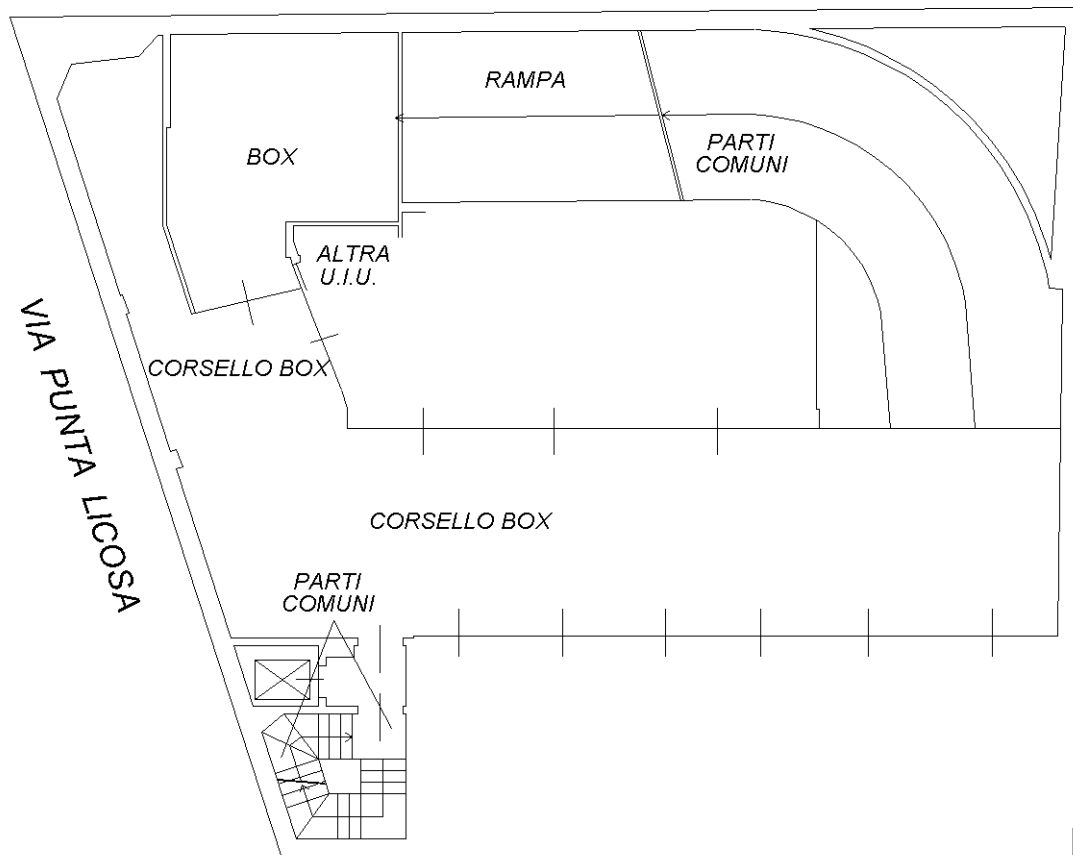 RAMPA
BOX
PARTI
COMUNI
ALTRA
U.I.U.
VIA PUNTA LICOSA
CORSELLO BOX
CORSELLO BOX
PARTI
COMUNI